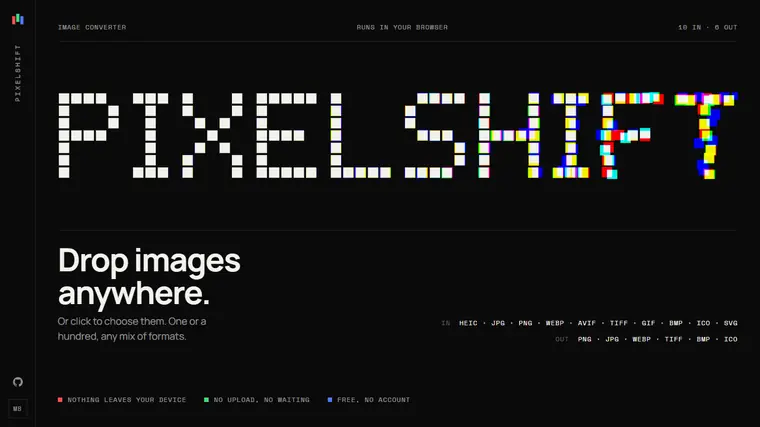 IMAGE CONVERTER
RUNS IN YOUR BROWSER
10 IN · 6 OUT
PIXELSHIFT
PIXELSHIFT
Drop images
anywhere.
Or click to choose them. One or a
hundred, any mix of formats.
IN HEIC · JPG · PNG · WEBP · AVIF · TIFF · GIF · BMP · ICO · SVG
OUT PNG · JPG · WEBP · TIFF · BMP · ICO
NOTHING LEAVES YOUR DEVICE
NO UPLOAD, NO WAITING
FREE, NO ACCOUNT